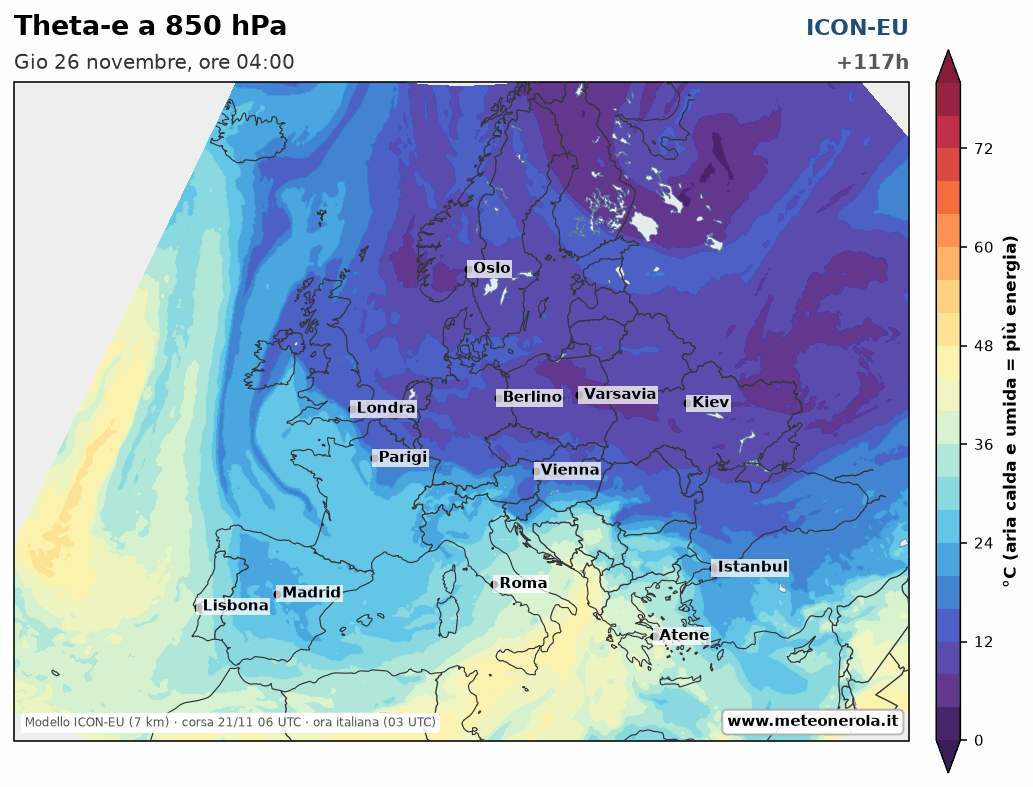 Theta-e a 850 hPa
ICON-EU
Gio 26 novembre, ore 04:00
+117h
72
60
48
36
24
12
0
°C (aria calda e umida = più energia)
Oslo
Berlino
Varsavia
Kiev
Londra
Parigi
Vienna
Istanbul
Roma
Madrid
Lisbona
Atene
Modello ICON-EU (7 km) · corsa 21/11 06 UTC · ora italiana (03 UTC)
www.meteonerola.it